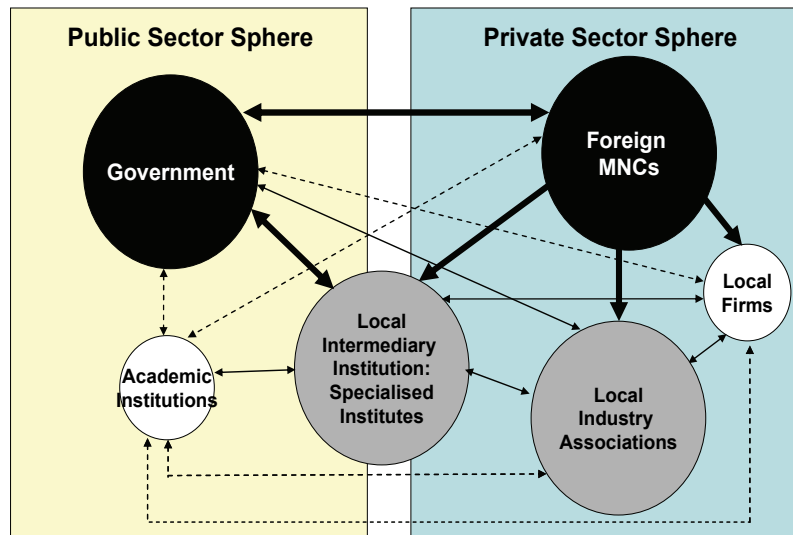 Public Sector Sphere
Private Sector Sphere
Government
Foreign
MNCs
Local
Firms
Local
Intermediary
Institution:
Specialised
Institutes
Academic
Institutions
Local
Industry
Associations